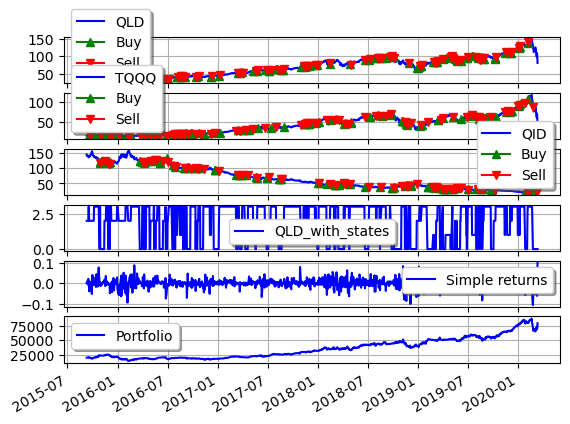 QLD
Buy
Sell
150
100
50
TQQQ
Buy
Sell
100
50
QID
Buy
Sell
150
100
50
2.5
0.0
QLD_with_states
0.1
0.0
−0.1
Simple returns
75000
50000
25000
Portfolio
2015-07
2016-01
2016-07
2017-01
2017-07
2018-01
2018-07
2019-01
2019-07
2020-01